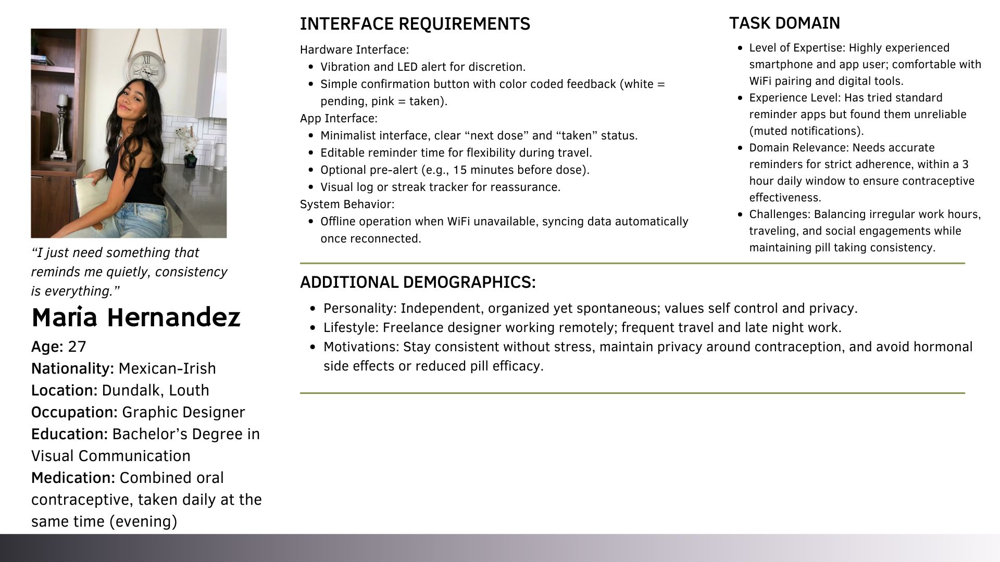 “I just need something that
reminds me quietly, consistency
is everything.”
Maria Hernandez
Age: 27
Nationality: Mexican-Irish
Location: Dundalk, Louth
Occupation: Graphic Designer
Education: Bachelor’s Degree in
Visual Communication
Medication: Combined oral
contraceptive, taken daily at the
same time (evening)
INTERFACE REQUIREMENTS
Hardware Interface:
• Vibration and LED alert for discretion.
• Simple confirmation button with color coded feedback (white =
pending, pink = taken).
App Interface:
• Minimalist interface, clear “next dose” and “taken” status.
• Editable reminder time for flexibility during travel.
• Optional pre-alert (e.g., 15 minutes before dose).
• Visual log or streak tracker for reassurance.
System Behavior:
• Offline operation when WiFi unavailable, syncing data automatically
once reconnected.
TASK DOMAIN
• Level of Expertise: Highly experienced
smartphone and app user; comfortable with
WiFi pairing and digital tools.
• Experience Level: Has tried standard
reminder apps but found them unreliable
(muted notifications).
• Domain Relevance: Needs accurate
reminders for strict adherence, within a 3
hour daily window to ensure contraceptive
effectiveness.
• Challenges: Balancing irregular work hours,
traveling, and social engagements while
maintaining pill taking consistency.
ADDITIONAL DEMOGRAPHICS:
• Personality: Independent, organized yet spontaneous; values self control and privacy.
• Lifestyle: Freelance designer working remotely; frequent travel and late night work.
• Motivations: Stay consistent without stress, maintain privacy around contraception, and avoid hormonal
side effects or reduced pill efficacy.